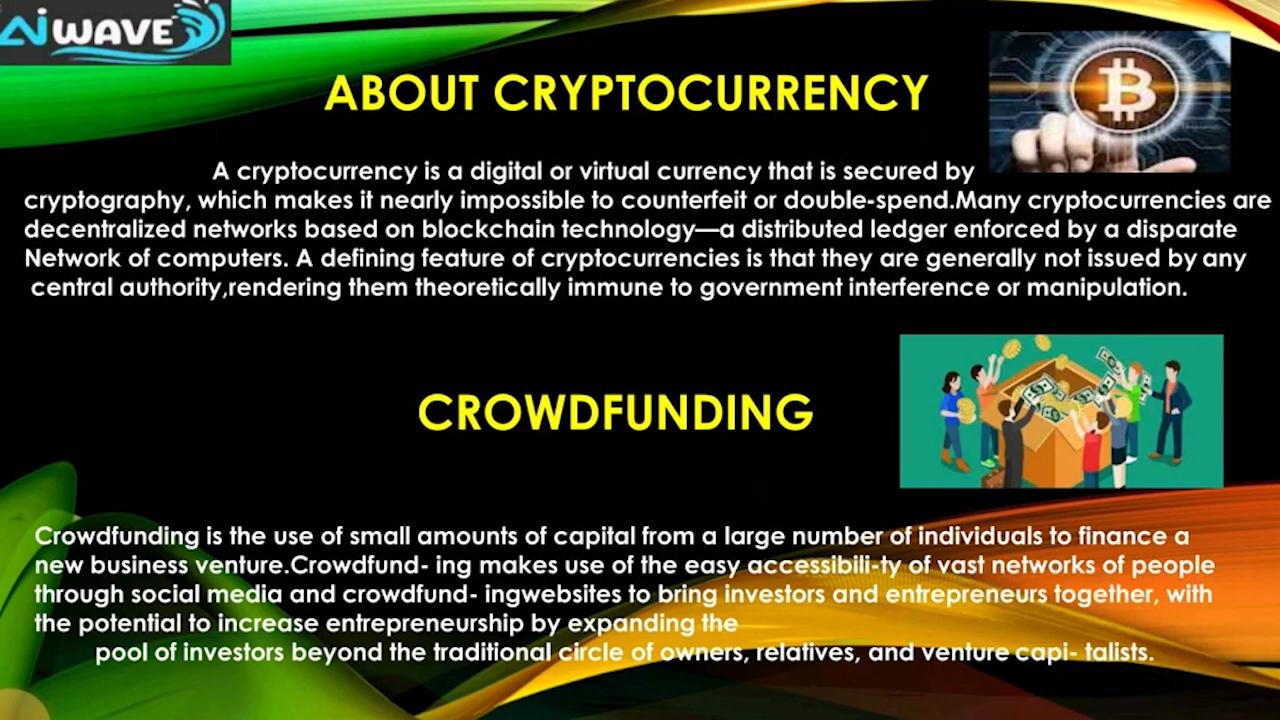 AiWAVE
ABOUT CRYPTOCURRENCY
A cryptocurrency is a digital or virtual currency that is secured by
cryptography, which makes it nearly impossible to counterfeit or double-spend.Many cryptocurrencies are
decentralized networks based on blockchain technology—a distributed ledger enforced by a disparate
Network of computers. A defining feature of cryptocurrencies is that they are generally not issued by any
central authority,rendering them theoretically immune to government interference or manipulation.
CROWDFUNDING
Crowdfunding is the use of small amounts of capital from a large number of individuals to finance a
new business venture.Crowdfund- ing makes use of the easy accessibili-ty of vast networks of people
through social media and crowdfund- ingwebsites to bring investors and entrepreneurs together, with
the potential to increase entrepreneurship by expanding the
pool of investors beyond the traditional circle of owners, relatives, and venture capi- talists.